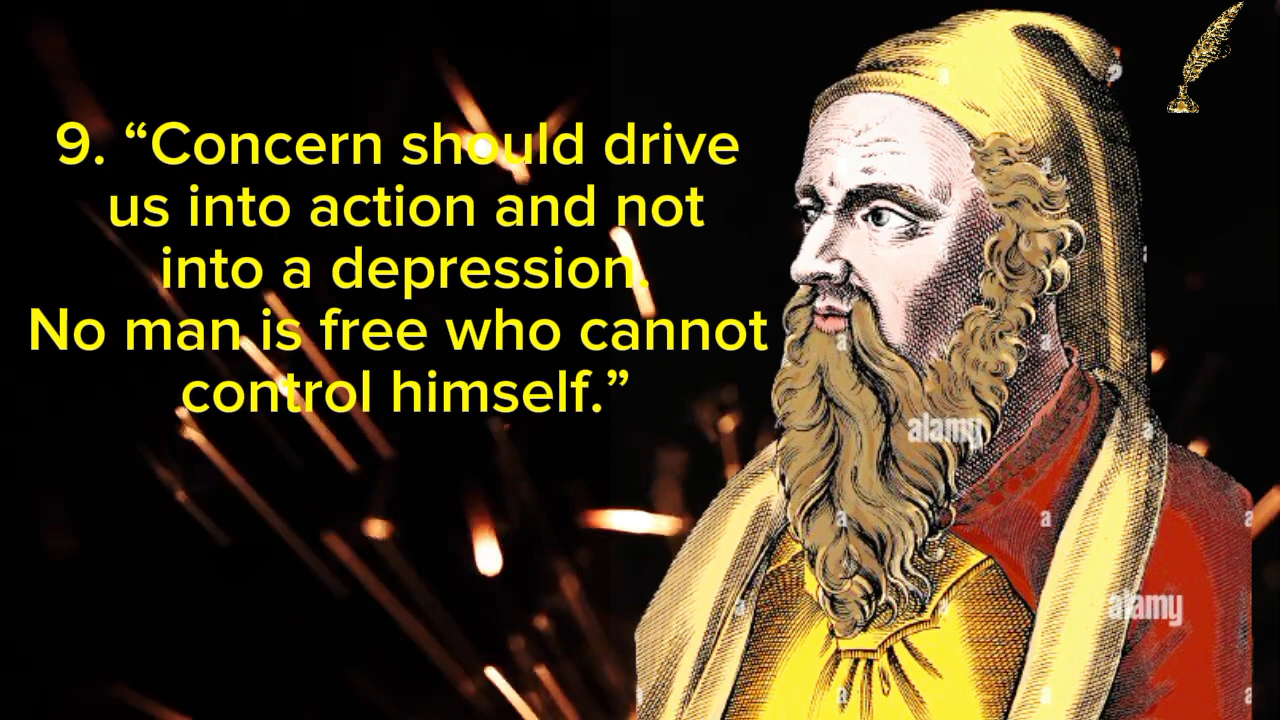 9. “Concern should drive
us into action and not
into a depression.
No man is free who cannot
control himself.”
alamy
alamy
a
a
a
a
a
a
a
a
a
a
a
a
a
a